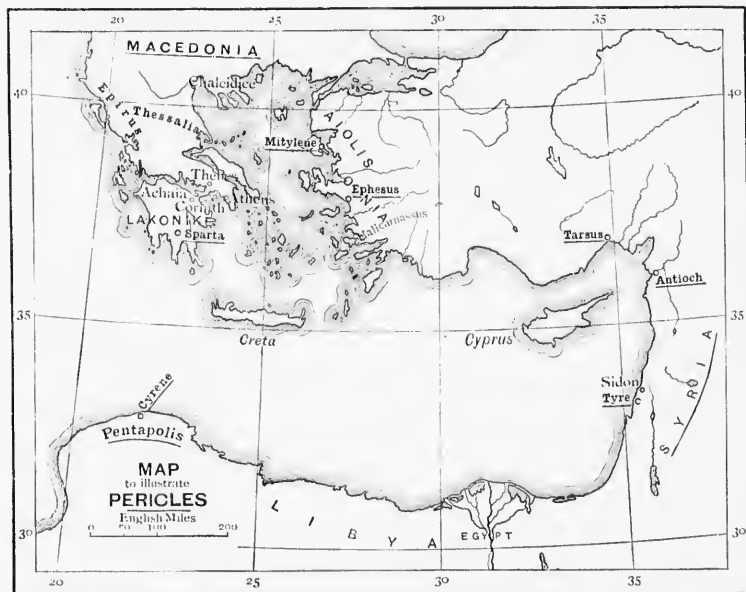 20
25
30
35
MACEDONIA
Chalcidice
40
40
Epirus
Thessalia
AIOLIS
Mitylene
Thebes
Achaia
Athens
Corinth
IONIA
Ephesus
LAKONIKE
Sparta
Halicarnassus
Tarsus
Antioch
35
35
Creta
Cyprus
SYRIA
Sidon
Tyre
Cyrene
Pentapolis
MAP
to illustrate
PERICLES
English Miles
0 50 100 200
LIBYA
EGYPT
30
30
20
25
30
35